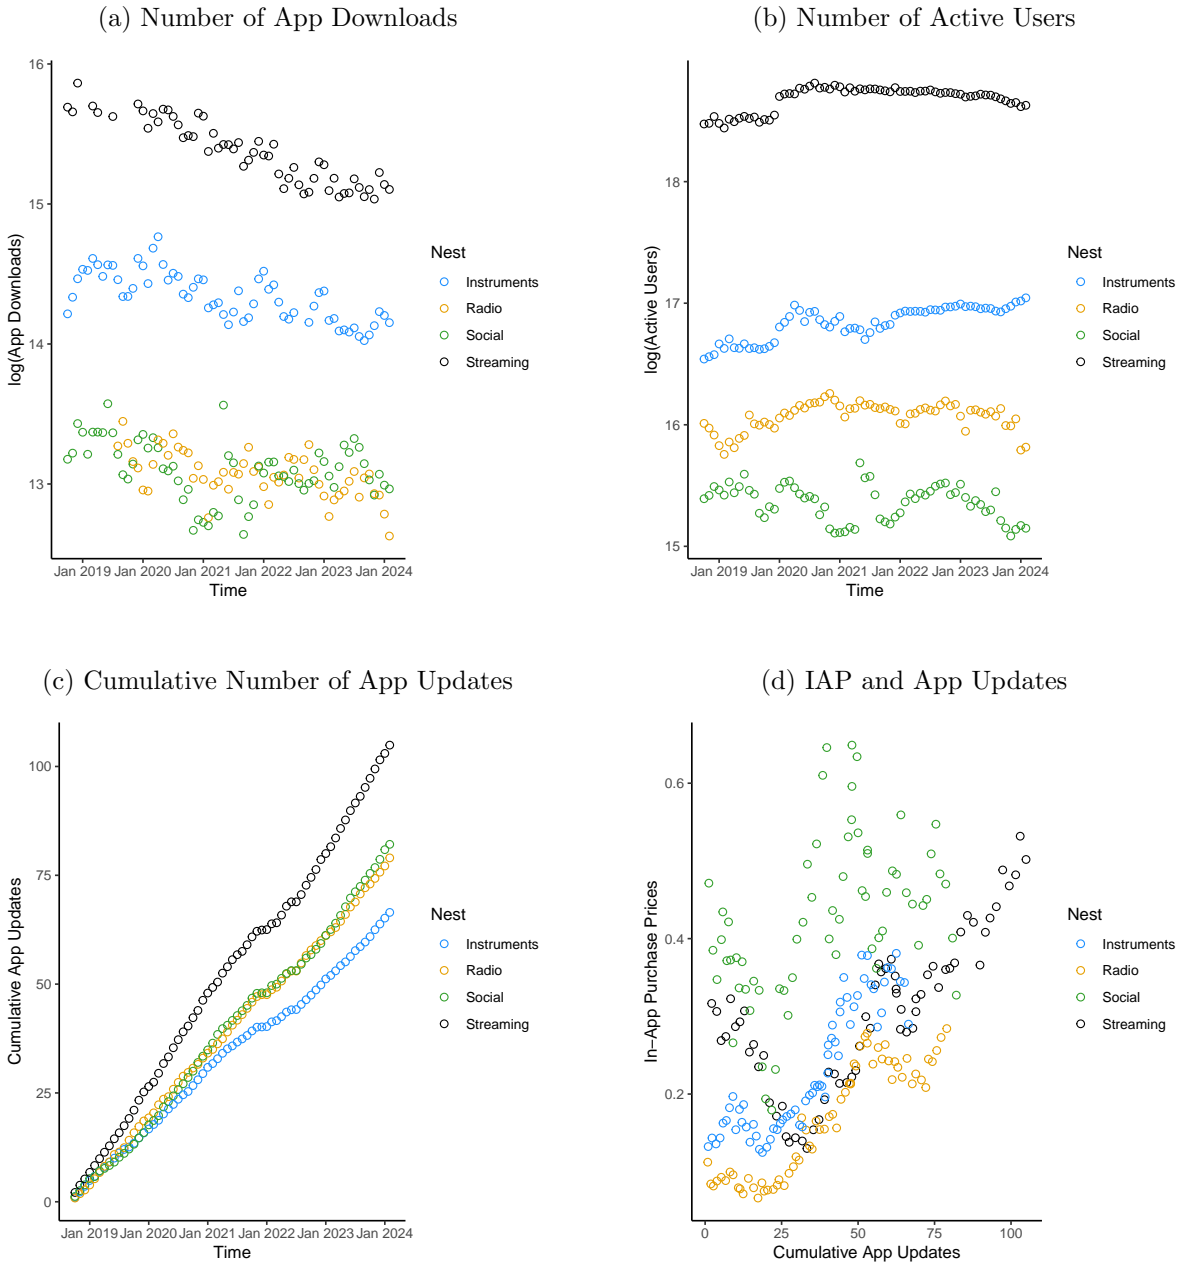 (a) Number of App Downloads
16
15
14
13
log(App Downloads)
Jan 2019 Jan 2020 Jan 2021 Jan 2022 Jan 2023 Jan 2024
Time
Nest
Instruments
Radio
Social
Streaming
(b) Number of Active Users
18
17
16
15
log(Active Users)
Jan 2019 Jan 2020 Jan 2021 Jan 2022 Jan 2023 Jan 2024
Time
Nest
Instruments
Radio
Social
Streaming
(c) Cumulative Number of App Updates
100
75
50
25
0
Cumulative App Updates
Jan 2019 Jan 2020 Jan 2021 Jan 2022 Jan 2023 Jan 2024
Time
Nest
Instruments
Radio
Social
Streaming
(d) IAP and App Updates
0.6
0.4
0.2
In−App Purchase Prices
0 25 50 75 100
Cumulative App Updates
Nest
Instruments
Radio
Social
Streaming